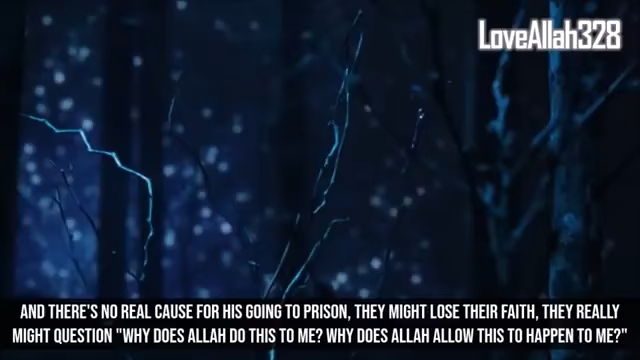 LoveAllah328
AND THERE'S NO REAL CAUSE FOR HIS GOING TO PRISON, THEY MIGHT LOSE THEIR FAITH, THEY REALLY
MIGHT QUESTION "WHY DOES ALLAH DO THIS TO ME? WHY DOES ALLAH ALLOW THIS TO HAPPEN TO ME?"